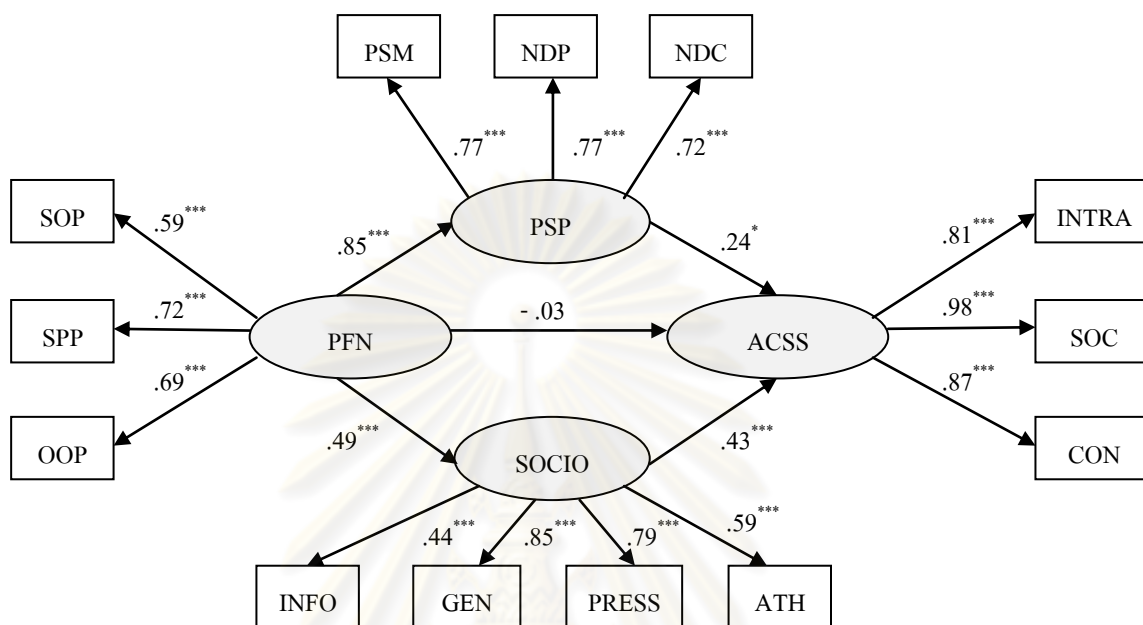 PSM NDP NDC
.77*** .77*** .72***
SOP PSP INTRA
.59*** .85*** .24* .81***
SPP .72*** PFN - .03 ACSS .98*** SOC
.69*** .49*** .43*** .87***
OOP SOCIO CON
.44*** .85*** .79*** .59***
INFO GEN PRESS ATH